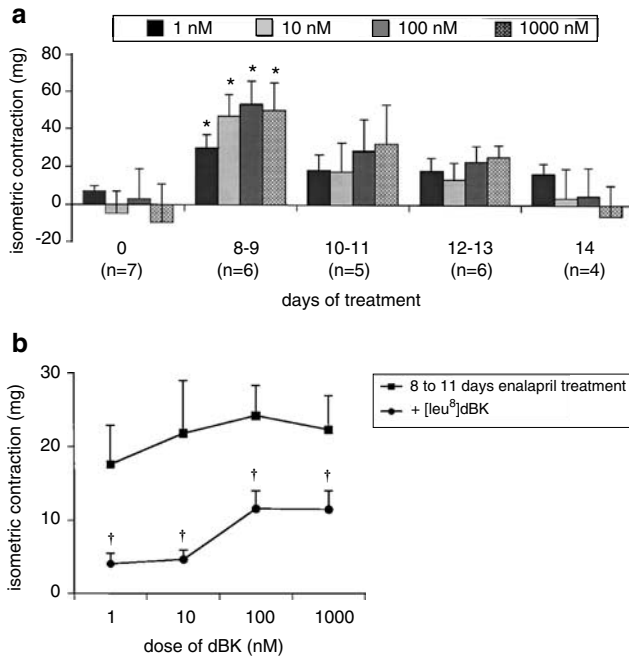 a
1 nM 10 nM 100 nM 1000 nM
isometric contraction (mg)
80
60
40
20
0
-20
* * * *
0 8-9 10-11 12-13 14
(n=7) (n=6) (n=5) (n=6) (n=4)
days of treatment
b
isometric contraction (mg)
30
20
10
0
8 to 11 days enalapril treatment
+ [leu⁸]dBK
† † † †
1 10 100 1000
dose of dBK (nM)